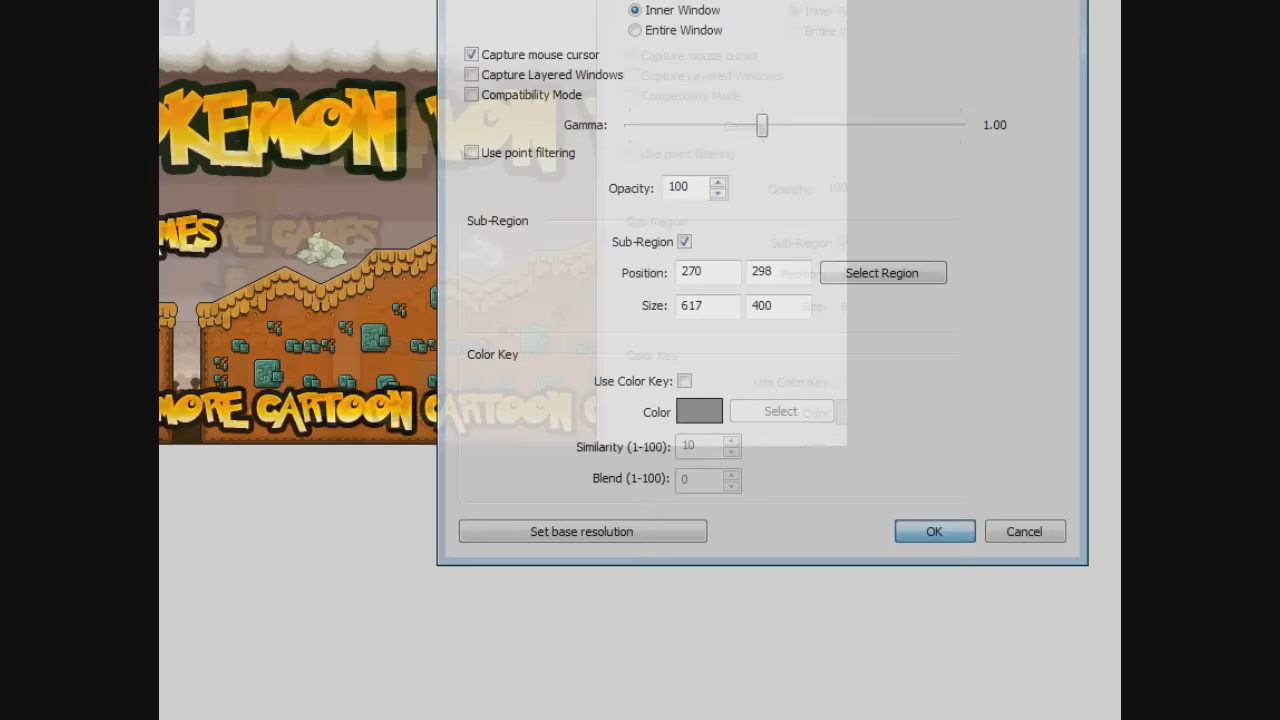 f
Inner Window
Entire Window
Capture mouse cursor
Capture Layered Windows
Compatibility Mode
OKEMON
Gamma: 1.00
Use point filtering
Opacity: 100
Sub-Region
MES
Sub-Region
Position: 270 298 Select Region
Size: 617 400
Color Key
Use Color Key:
MORE CARTOON
Color Select
Similarity (1-100): 10
Blend (1-100): 0
Set base resolution OK Cancel